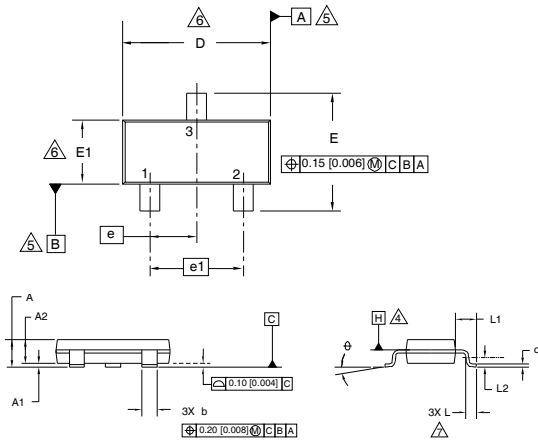 6
D
A
5
3
E
6
E1
1
2
⌖ 0.15 [0.006] Ⓜ C B A
5
B
e
e1
A
A2
C
H
4
L1
θ
c
⌓ 0.10 [0.004] C
A1
3X b
L2
3X L
⌖ 0.20 [0.008] Ⓜ C B A
7